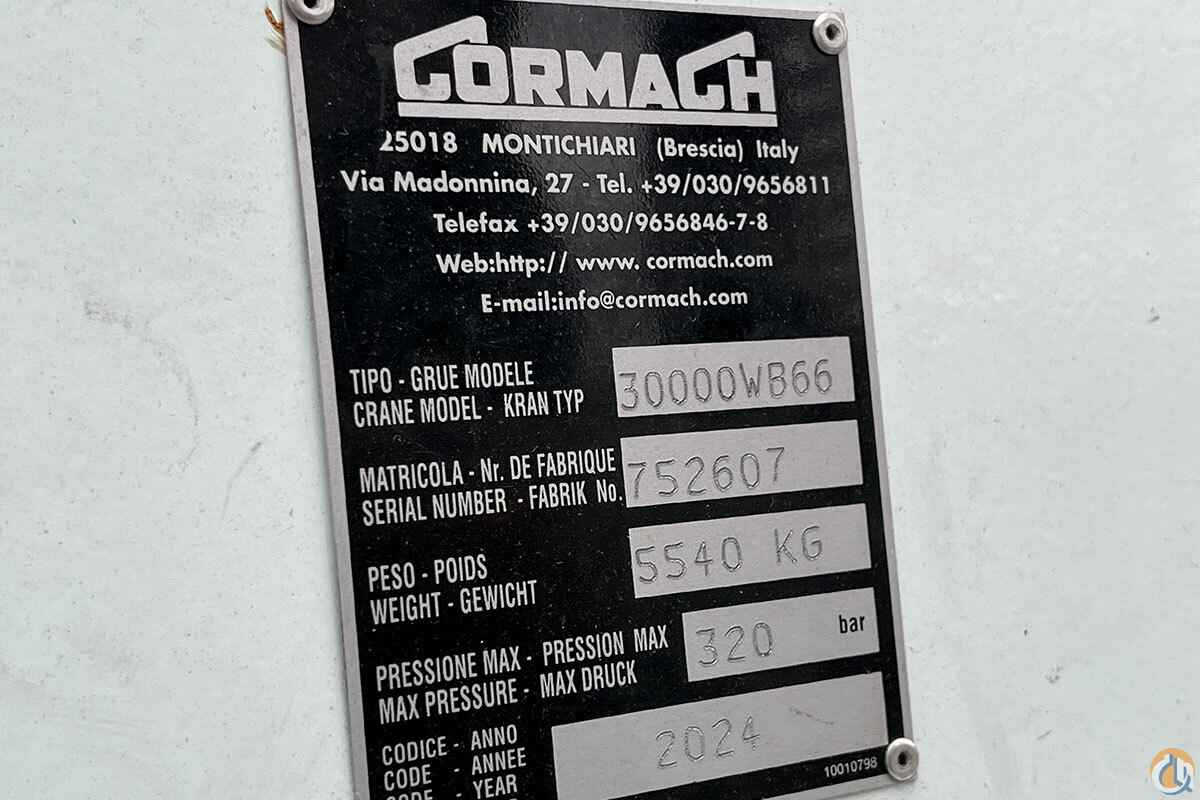 CORMACH
25018 MONTICHIARI (Brescia) Italy
Via Madonnina, 27 - Tel. +39/030/9656811
Telefax +39/030/9656846-7-8
Web:http:// www. cormach.com
E-mail:info@cormach.com
TIPO - GRUE MODELE
CRANE MODEL - KRAN TYP
30000WB66
MATRICOLA - Nr. DE FABRIQUE
SERIAL NUMBER - FABRIK No.
752607
PESO - POIDS
WEIGHT - GEWICHT
5540 KG
PRESSIONE MAX - PRESSION MAX
MAX PRESSURE - MAX DRUCK
320 bar
CODICE - ANNO
CODE - ANNEE
CODE - YEAR
2024
10010798